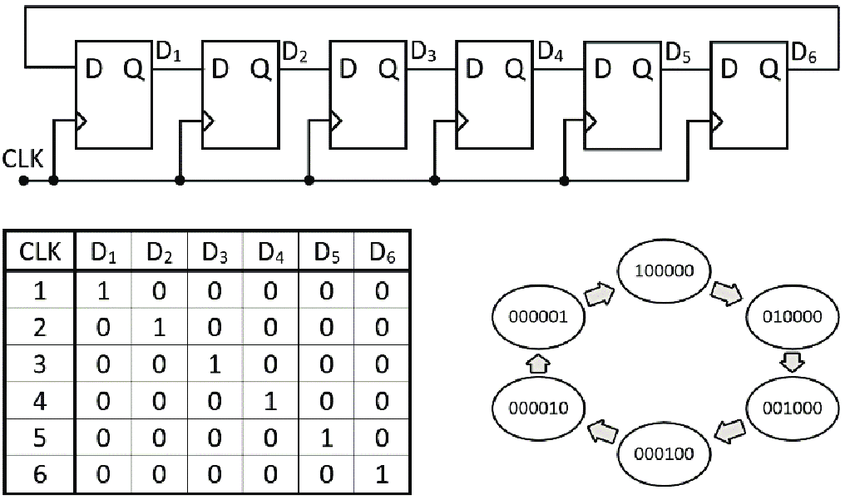 D Q D₁ D Q D₂ D Q D₃ D Q D₄ D Q D₅ D Q D₆
CLK
CLK D₁ D₂ D₃ D₄ D₅ D₆
1 1 0 0 0 0 0
2 0 1 0 0 0 0
3 0 0 1 0 0 0
4 0 0 0 1 0 0
5 0 0 0 0 1 0
6 0 0 0 0 0 1
100000
010000
001000
000100
000010
000001